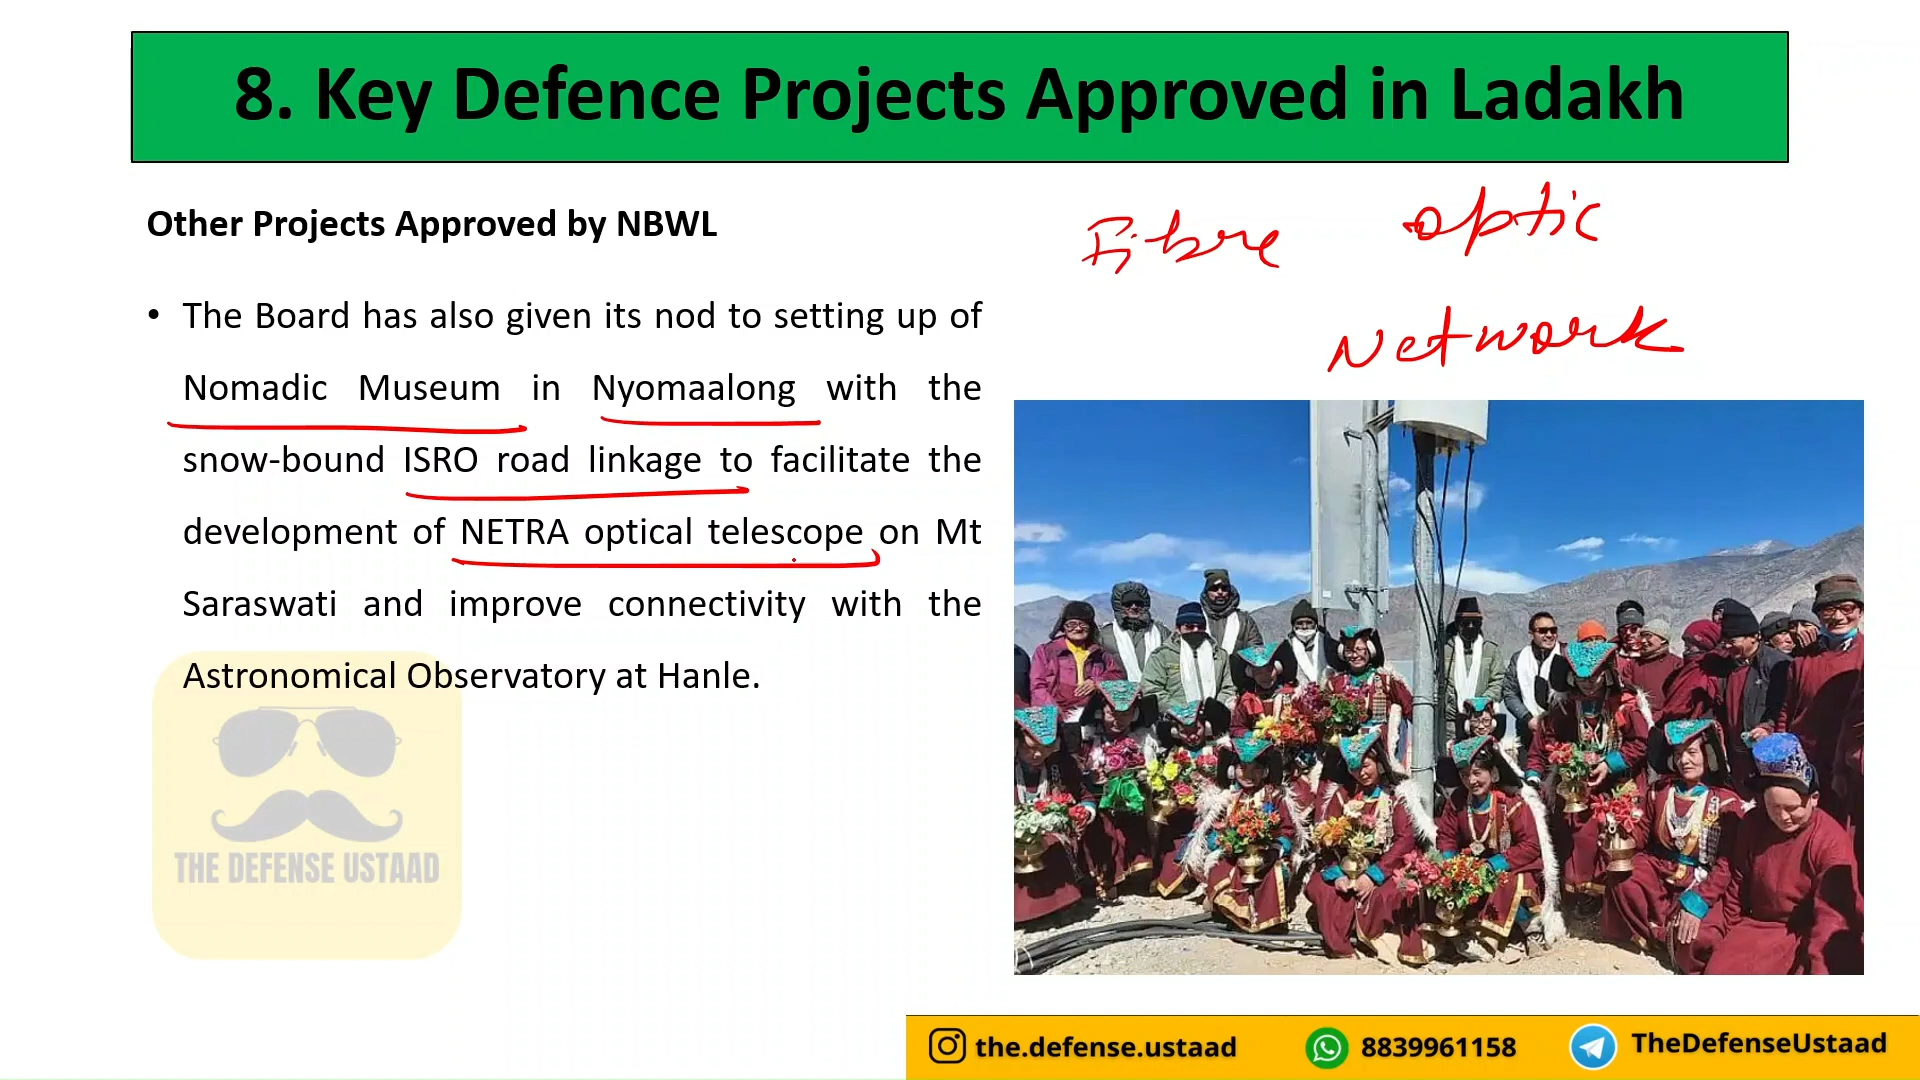 8. Key Defence Projects Approved in Ladakh
Other Projects Approved by NBWL
Fibre optic
Network
• The Board has also given its nod to setting up of
Nomadic Museum in Nyomaalong with the
snow-bound ISRO road linkage to facilitate the
development of NETRA optical telescope on Mt
Saraswati and improve connectivity with the
Astronomical Observatory at Hanle.
THE DEFENSE USTAAD
the.defense.ustaad 8839961158 TheDefenseUstaad